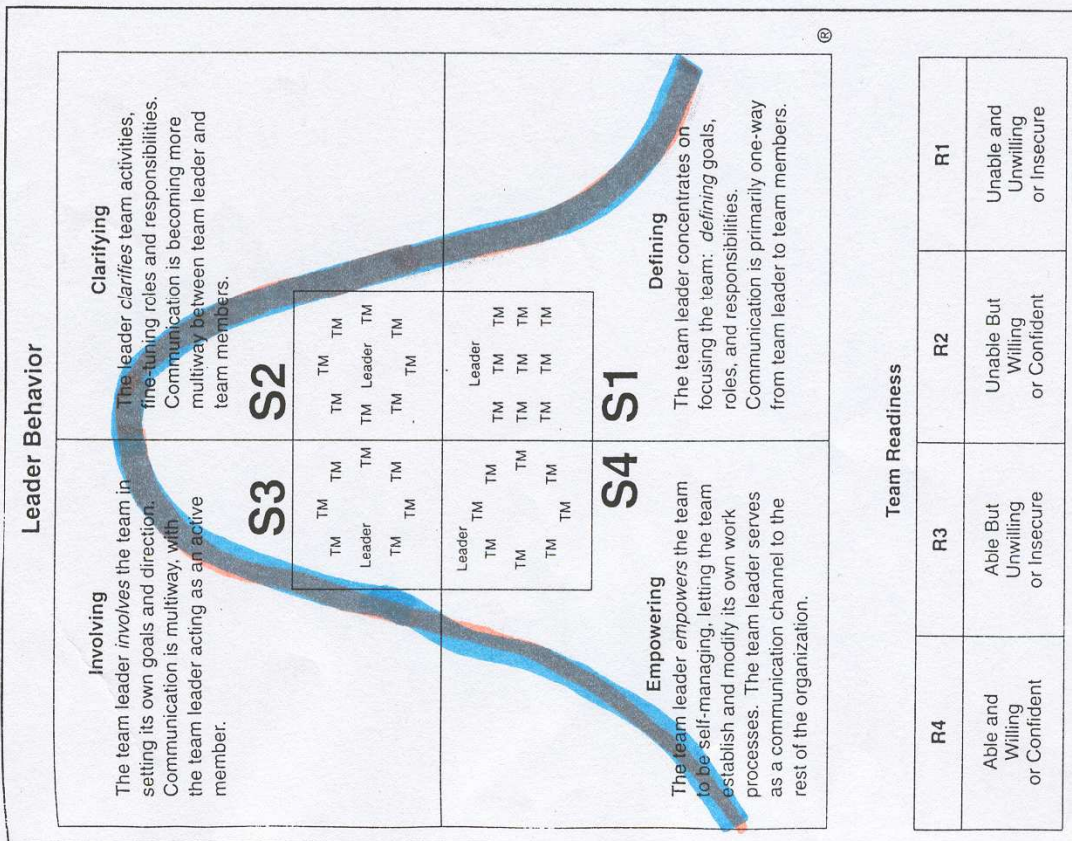 Leader Behavior
Involving
The team leader involves the team in
setting its own goals and direction.
Communication is multiway, with
the team leader acting as an active
member.
Clarifying
The leader clarifies team activities,
fine-tuning roles and responsibilities.
Communication is becoming more
multiway between team leader and
team members.
S3
S2
TM TM TM
Leader TM
TM TM TM
TM TM TM
TM Leader TM
TM TM TM
Leader
TM TM
TM TM
TM TM TM
Leader
TM TM TM
TM TM TM
TM TM TM
S4
S1
Empowering
The team leader empowers the team
to be self-managing, letting the team
establish and modify its own work
processes. The team leader serves
as a communication channel to the
rest of the organization.
Defining
The team leader concentrates on
focusing the team: defining goals,
roles, and responsibilities.
Communication is primarily one-way
from team leader to team members.
®
Team Readiness
R4 R3 R2 R1
Able and
Willing
or Confident
Able But
Unwilling
or Insecure
Unable But
Willing
or Confident
Unable and
Unwilling
or Insecure